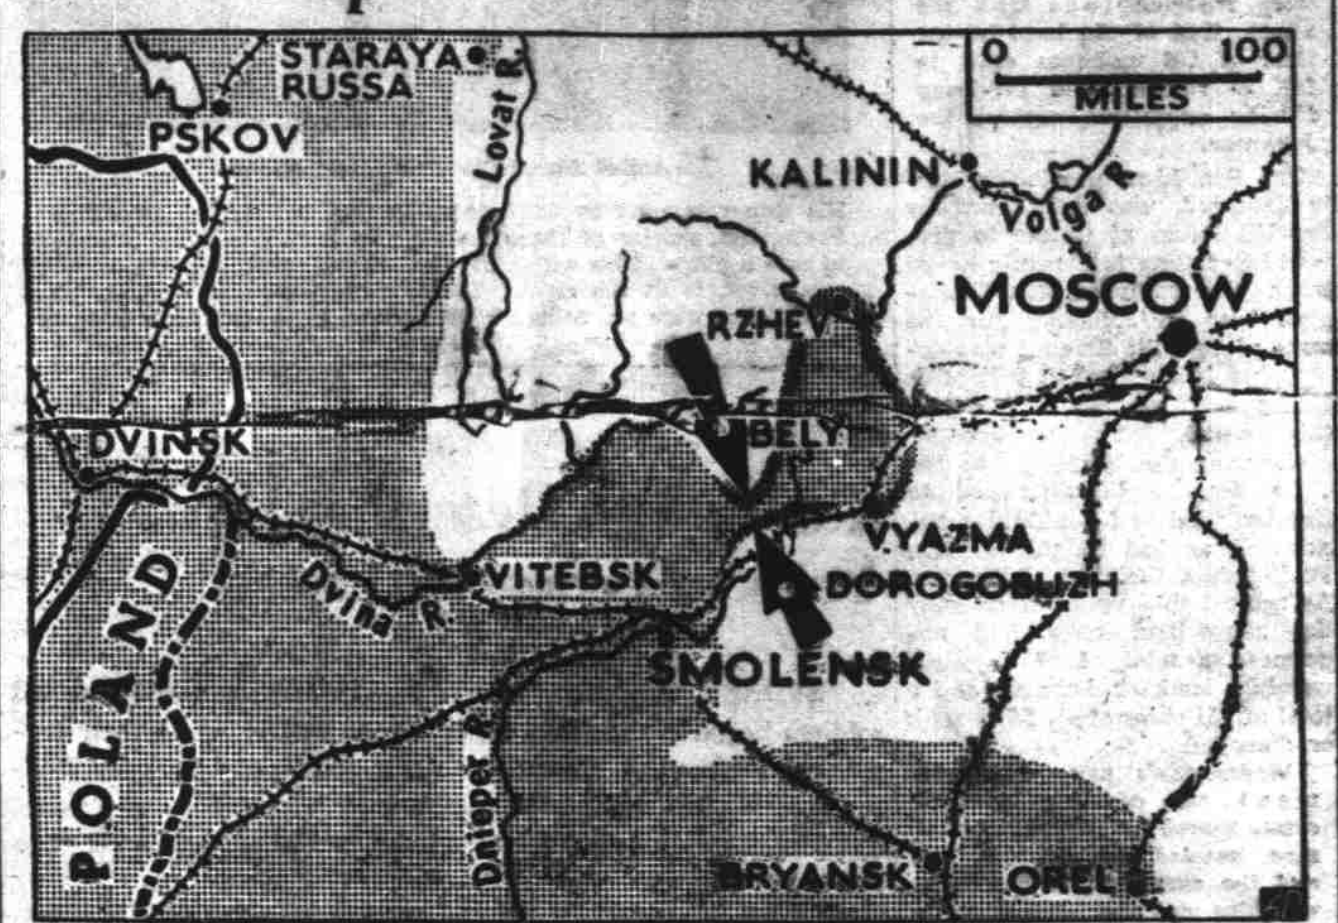 STARAYA
RUSSA
0 100
MILES
PSKOV
Lovat R.
KALININ
Volga R
MOSCOW
RZHEV
DVINSK
BELY
VYAZMA
VITEBSK
DOROGOBUZH
Dvina R.
POLAND
SMOLENSK
Dnieper R.
BRYANSK
OREL